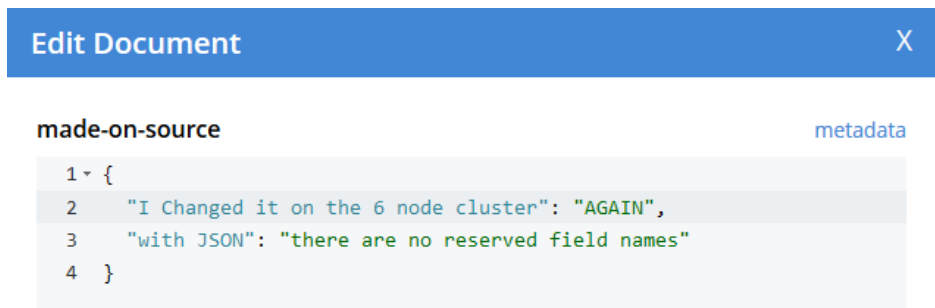 Edit Document X
made-on-source metadata
1 {
2 "I Changed it on the 6 node cluster": "AGAIN",
3 "with JSON": "there are no reserved field names"
4 }